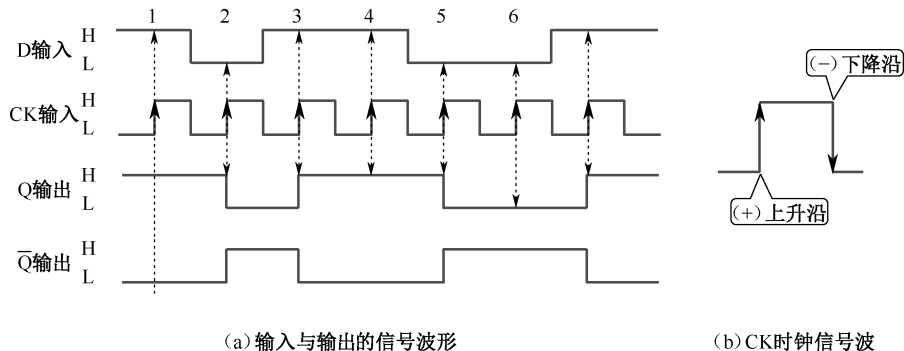 1 2 3 4 5 6
H
D输入
L
H
CK输入
L
H
Q输出
L
H
Q̅输出
L
(-)下降沿
(+)上升沿
(a)输入与输出的信号波形
(b)CK时钟信号波